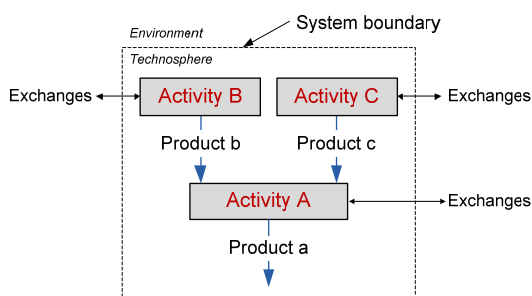 System boundary
Environment
Technosphere
Exchanges
Activity B
Activity C
Exchanges
Product b
Product c
Activity A
Exchanges
Product a